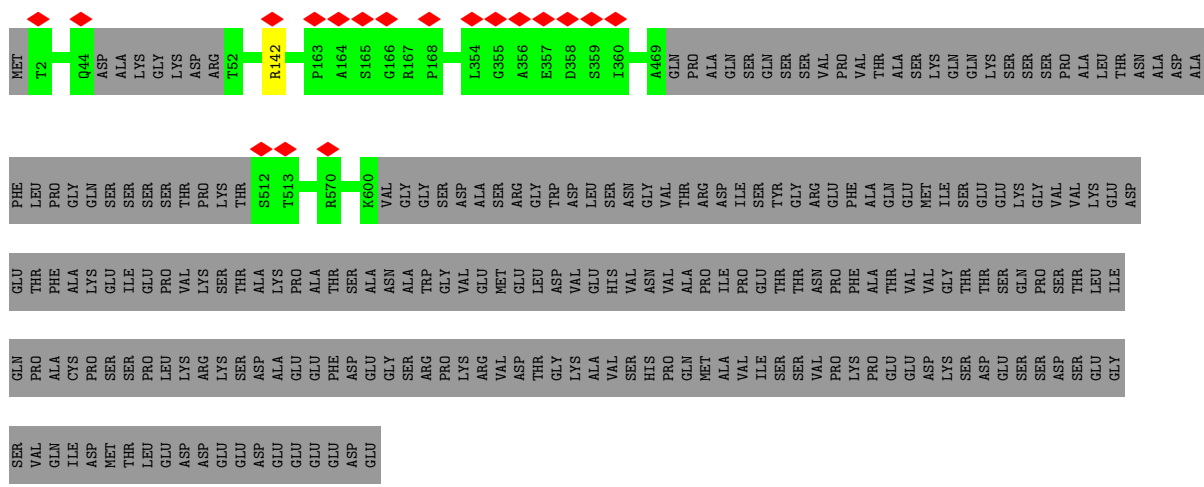 MET T2 Q44 ASP ALA LYS GLY LYS ASP ARG T52 R142 P163 A164 S165 G166 R167 P168 L354 G355 A356 E357 D358 S359 I360 A469 GLN PRO ALA GLN SER GLN SER SER VAL PRO VAL THR ALA SER LYS GLN GLN LYS SER SER SER PRO ALA LEU THR ASN ALA ASP ALA
PHE LEU PRO GLY GLN SER SER SER SER THR PRO LYS THR S512 T513 R570 K600 VAL GLY GLY SER ASP ALA SER ARG GLY TRP ASP LEU SER ASN GLY VAL THR ARG ASP ILE SER TYR GLY ARG GLU PHE ALA GLN GLU MET ILE SER GLU GLU LYS GLY VAL VAL LYS GLU ASP
GLU THR PHE ALA LYS GLU ILE GLU PRO VAL LYS SER THR ALA LYS PRO ALA THR SER ALA ASN ALA TRP GLY VAL GLU MET GLU LEU ASP VAL GLU HIS VAL ASN VAL ALA PRO ILE PRO GLU THR THR ASN PRO PHE ALA THR VAL VAL GLY THR THR SER GLN PRO SER THR LEU ILE
GLN PRO ALA CYS PRO SER SER PRO LEU LYS ARG LYS SER ASP ALA GLU GLU PHE ASP GLU GLY SER ARG PRO LYS ARG VAL ASP THR GLY LYS ALA VAL SER HIS PRO GLN MET ALA VAL ILE SER SER VAL PRO LYS PRO GLU GLU ASP LYS SER ASP GLU SER SER ASP SER GLU GLY
SER VAL GLN ILE ASP MET THR LEU GLU ASP ASP GLU GLU ASP GLU GLU GLU GLU ASP GLU